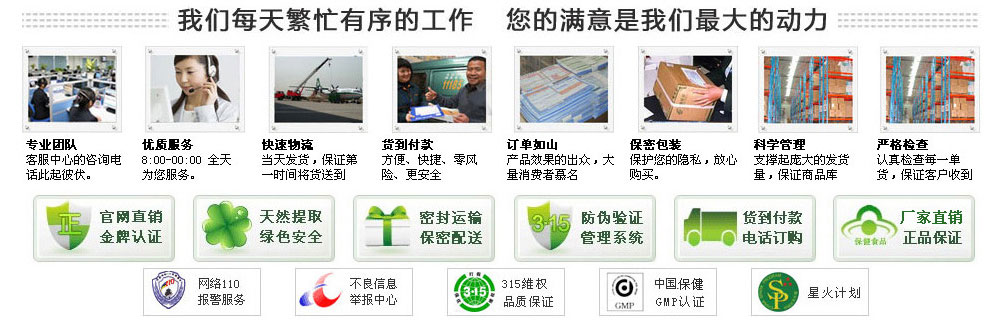 我们每天繁忙有序的工作 您的满意是我们最大的动力
专业团队
客服中心的咨询电
话此起彼伏。
优质服务
8:00-00:00 全天
为您服务。
快速物流
当天发货，保证第
一时间将货送到
货到付款
方便、快捷、零风
险、更安全
订单如山
产品效果的出众，大
量消费者慕名
保密包装
保护您的隐私，放心
购买。
科学管理
支撑起庞大的发货
量，保证商品库
严格检查
认真检查每一单
货，保证客户收到
正
官网直销
金牌认证
天然提取
绿色安全
密封运输
保密配送
3·15
防伪验证
管理系统
货到付款
电话订购
保健食品
厂家直销
正品保证
网络110
报警服务
不良信息
举报中心
315
315维权
品质保证
GMP
中国保健
GMP认证
SP
星火计划